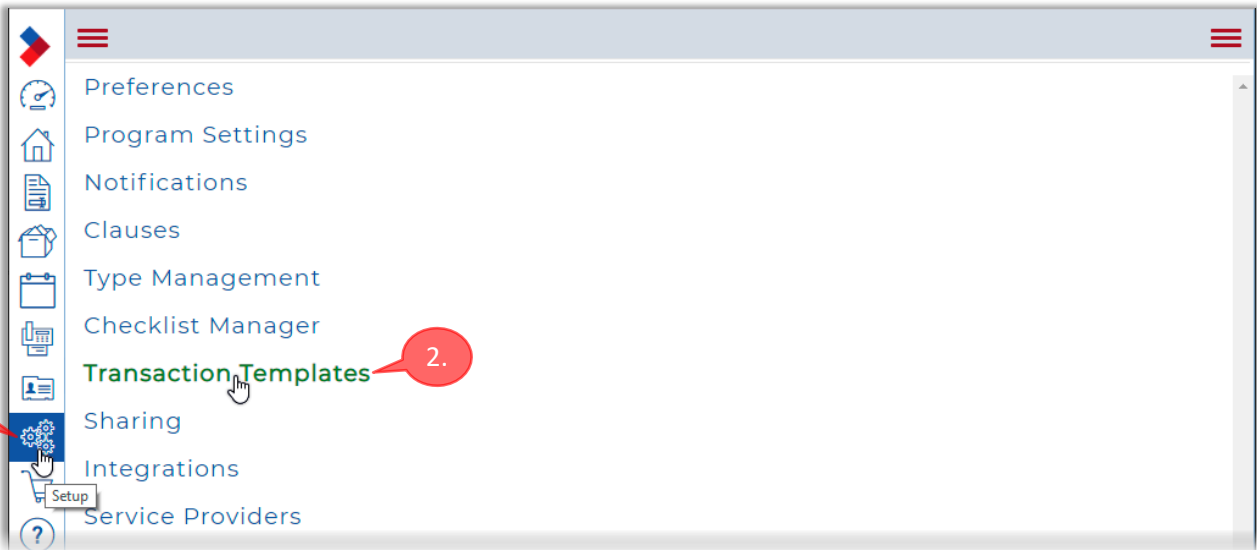 Preferences
Program Settings
Notifications
Clauses
Type Management
Checklist Manager
Transaction Templates
2.
Sharing
Integrations
Setup
Service Providers
?